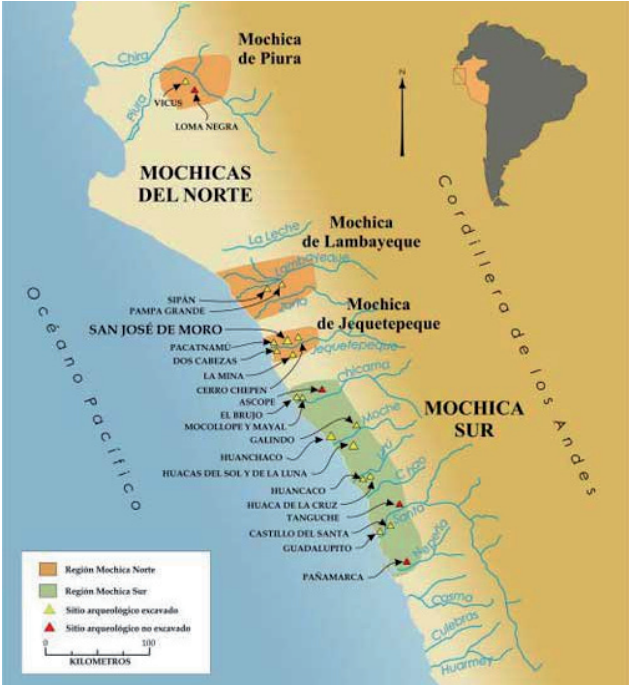 Mochica
de Piura
Chira
Piura
VICUS
LOMA NEGRA
N
MOCHICAS
DEL NORTE
Mochica
de Lambayeque
La Leche
Lambayeque
Zaña
SIPÁN
PAMPA GRANDE
Mochica
de Jequetepeque
SAN JOSÉ DE MORO
PACATNAMÚ
DOS CABEZAS
Jequetepeque
LA MINA
CERRO CHEPEN
Chicama
ASCOPE
EL BRUJO
MOCOLLOPE Y MAYAL
Moche
MOCHICA
SUR
GALINDO
HUANCHACO
HUACAS DEL SOL Y DE LA LUNA
Chao
HUANCACO
HUACA DE LA CRUZ
TANGUCHE
Santa
CASTILLO DEL SANTA
GUADALUPITO
Nepeña
PAÑAMARCA
Casma
Culebras
Huarmey
Océano Pacífico
Cordillera de los Andes
Región Mochica Norte
Región Mochica Sur
Sitio arqueológico excavado
Sitio arqueológico no excavado
0 100
KILOMETROS